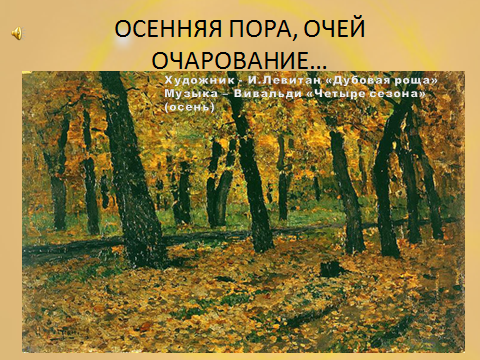 ОСЕННЯЯ ПОРА, ОЧЕЙ
ОЧАРОВАНИЕ...
Художник - И.Левитан «Дубовая роща»
Музыка – Вивальди «Четыре сезона»
(осень)